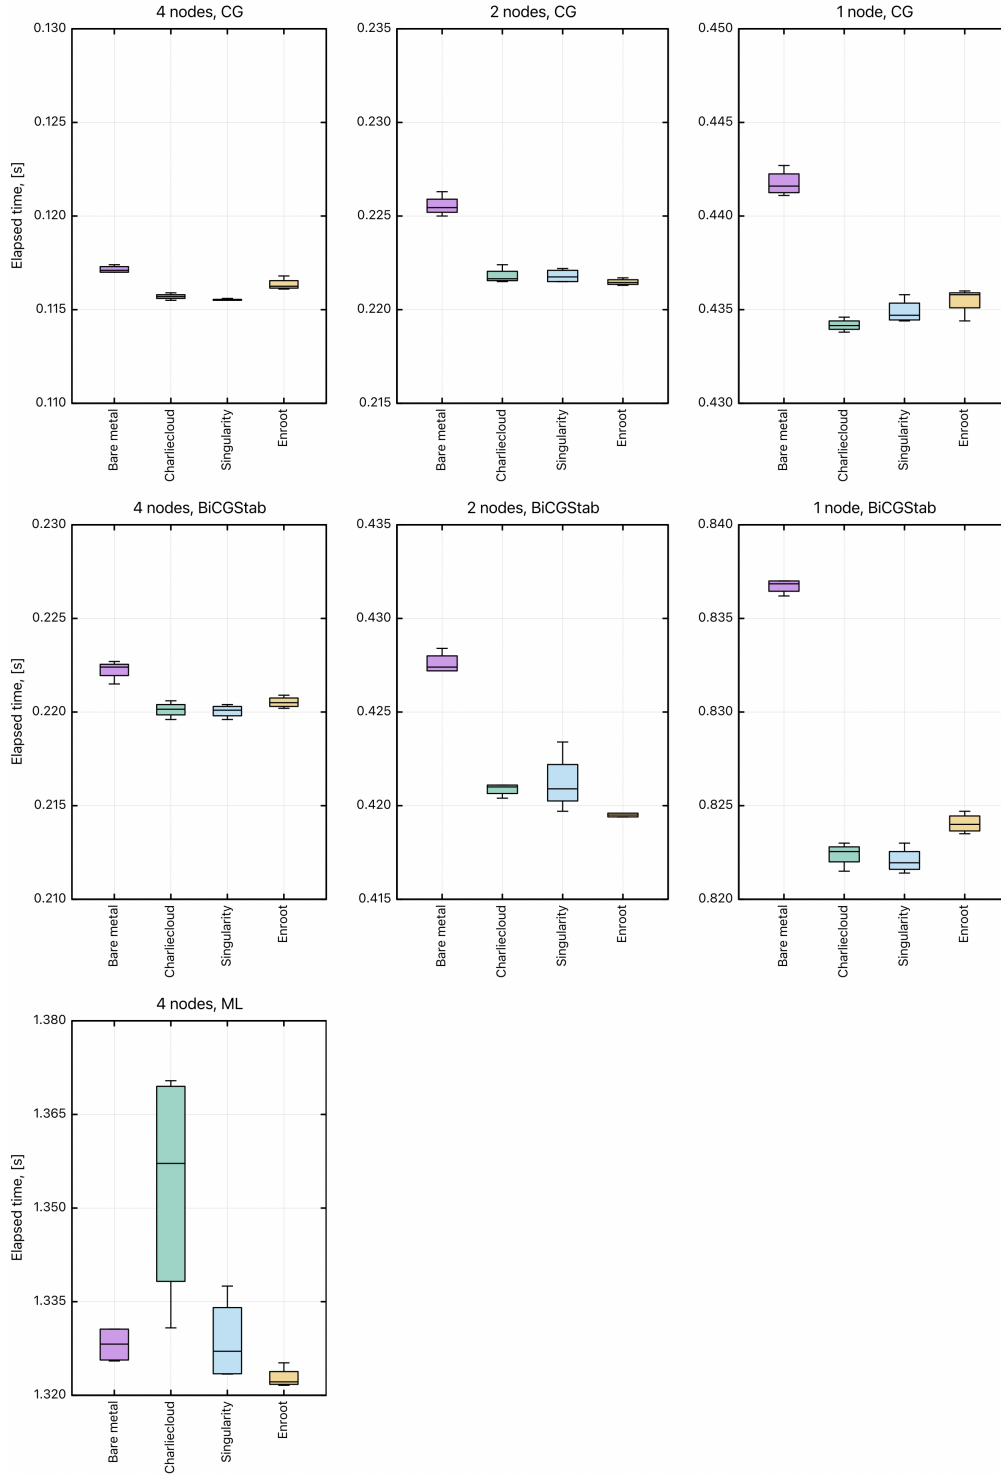 4 nodes, CG
0.130
0.125
0.120
0.115
0.110
Elapsed time, [s]
Bare metal
Charliecloud
Singularity
Enroot
2 nodes, CG
0.235
0.230
0.225
0.220
0.215
Bare metal
Charliecloud
Singularity
Enroot
1 node, CG
0.450
0.445
0.440
0.435
0.430
Bare metal
Charliecloud
Singularity
Enroot
4 nodes, BiCGStab
0.230
0.225
0.220
0.215
0.210
Elapsed time, [s]
Bare metal
Charliecloud
Singularity
Enroot
2 nodes, BiCGStab
0.435
0.430
0.425
0.420
0.415
Bare metal
Charliecloud
Singularity
Enroot
1 node, BiCGStab
0.840
0.835
0.830
0.825
0.820
Bare metal
Charliecloud
Singularity
Enroot
4 nodes, ML
1.380
1.365
1.350
1.335
1.320
Elapsed time, [s]
Bare metal
Charliecloud
Singularity
Enroot